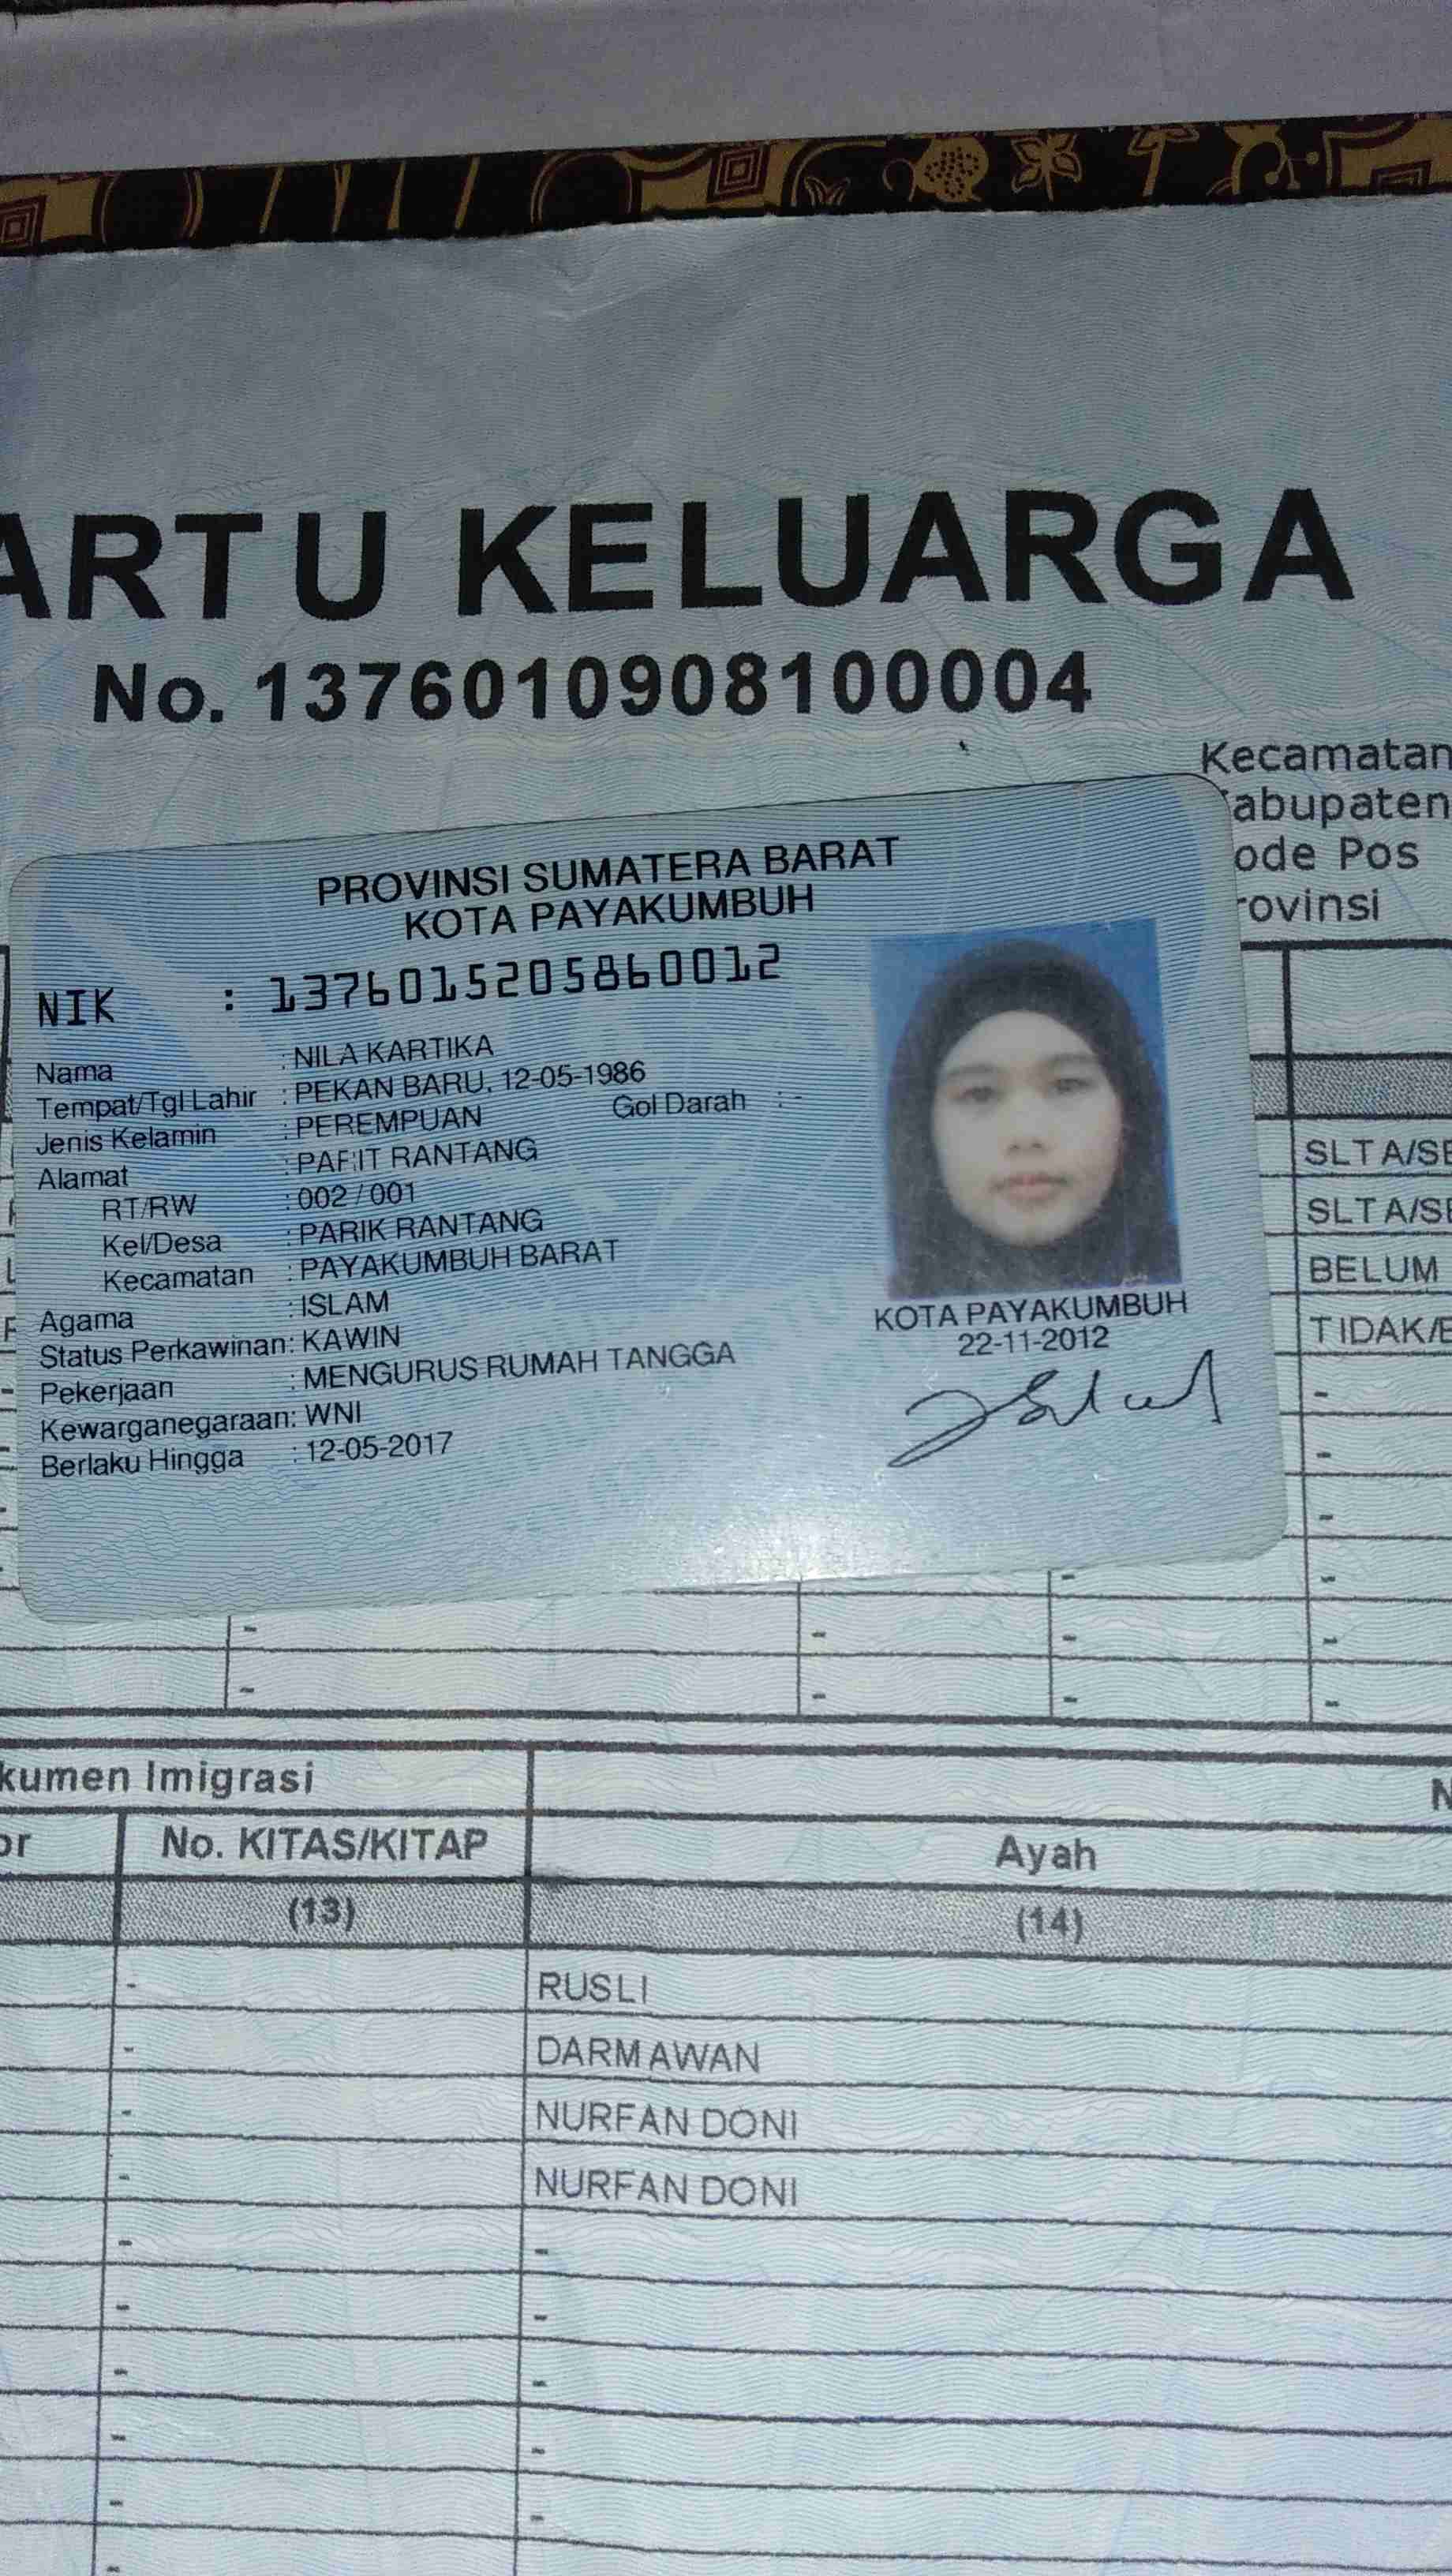 ARTU KELUARGA
No. 1376010908100004
Kecamatan
abupaten
ode Pos
rovinsi
PROVINSI SUMATERA BARAT
KOTA PAYAKUMBUH
NIK : 1376015205860012
Nama : NILA KARTIKA
Tempat/Tgl Lahir : PEKAN BARU, 12-05-1986
Jenis Kelamin : PEREMPUAN Gol Darah : -
Alamat : PARIT RANTANG
RT/RW : 002 / 001
Kel/Desa : PARIK RANTANG
Kecamatan : PAYAKUMBUH BARAT
Agama : ISLAM
Status Perkawinan: KAWIN
Pekerjaan : MENGURUS RUMAH TANGGA
Kewarganegaraan: WNI
Berlaku Hingga : 12-05-2017
KOTA PAYAKUMBUH
22-11-2012
SLTA/SE
SLTA/SE
BELUM
TIDAK/B
kumen Imigrasi
or No. KITAS/KITAP Ayah
(13) (14)
- RUSLI
- DARMAWAN
- NURFAN DONI
- NURFAN DONI